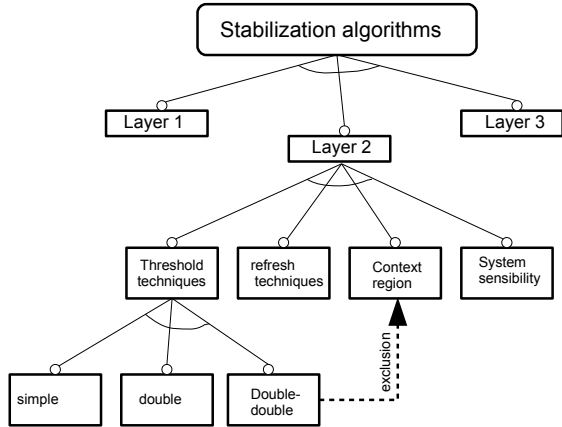 Stabilization algorithms
Layer 1
Layer 2
Layer 3
Threshold
techniques
refresh
techniques
Context
region
System
sensibility
exclusion
simple
double
Double-
double